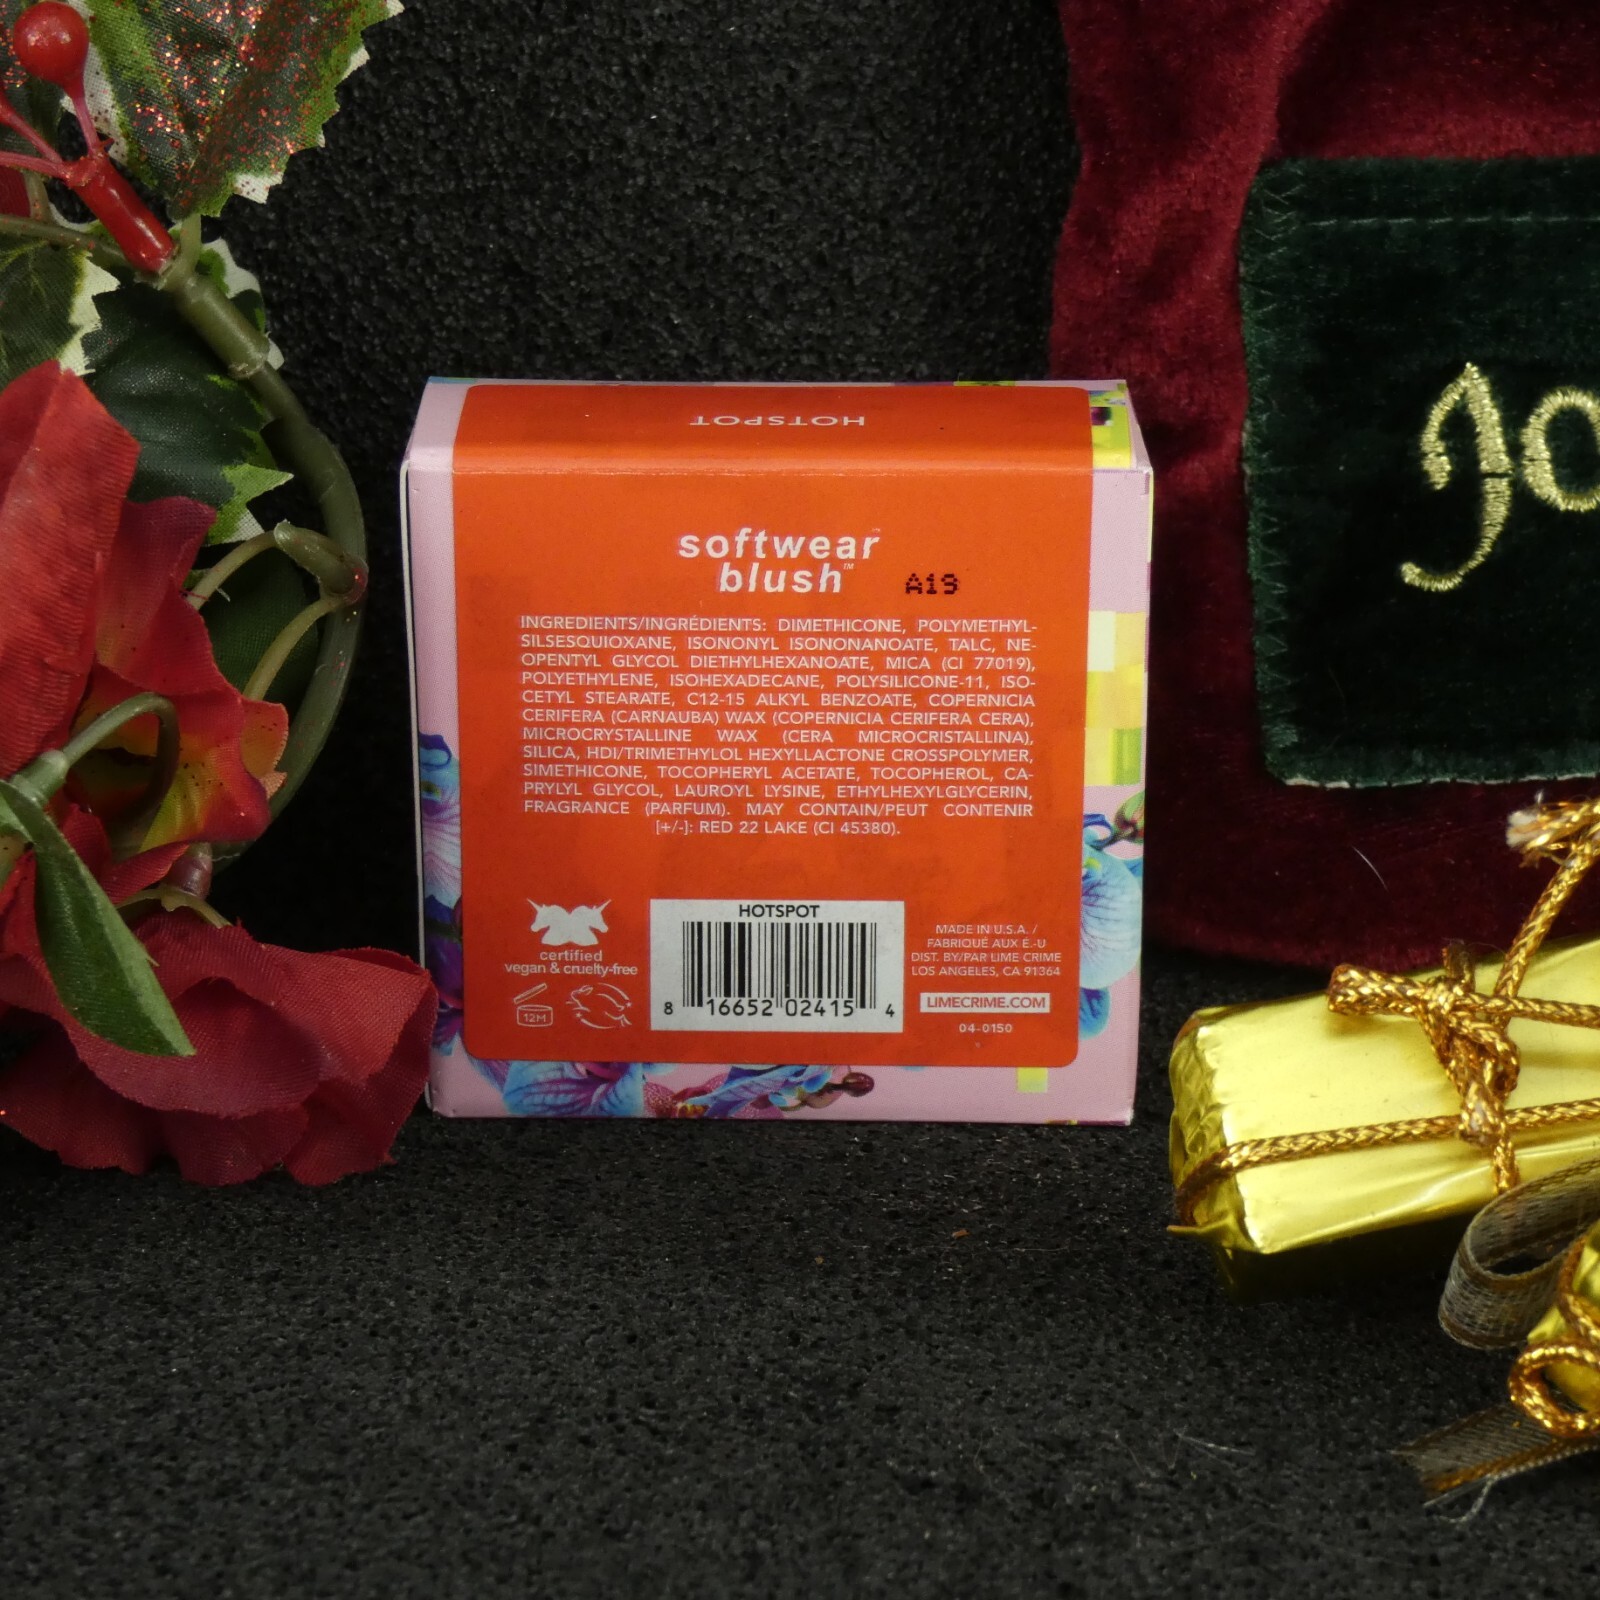 HOTSPOT
softwear
blush™ A19
INGREDIENTS/INGRÉDIENTS: DIMETHICONE, POLYMETHYL-
SILSESQUIOXANE, ISONONYL ISONONANOATE, TALC, NE-
OPENTYL GLYCOL DIETHYLHEXANOATE, MICA (CI 77019),
POLYETHYLENE, ISOHEXADECANE, POLYSILICONE-11, ISO-
CETYL STEARATE, C12-15 ALKYL BENZOATE, COPERNICIA
CERIFERA (CARNAUBA) WAX (COPERNICIA CERIFERA CERA),
MICROCRYSTALLINE WAX (CERA MICROCRISTALLINA),
SILICA, HDI/TRIMETHYLOL HEXYLLACTONE CROSSPOLYMER,
SIMETHICONE, TOCOPHERYL ACETATE, TOCOPHEROL, CA-
PRYLYL GLYCOL, LAUROYL LYSINE, ETHYLHEXYLGLYCERIN,
FRAGRANCE (PARFUM). MAY CONTAIN/PEUT CONTENIR
[+/-]: RED 22 LAKE (CI 45380).
certified
vegan & cruelty-free
12M
HOTSPOT
8 16652 02415 4
MADE IN U.S.A. /
FABRIQUÉ AUX É.-U
DIST. BY/PAR LIME CRIME
LOS ANGELES, CA 91364
LIMECRIME.COM
04-0150
Jo